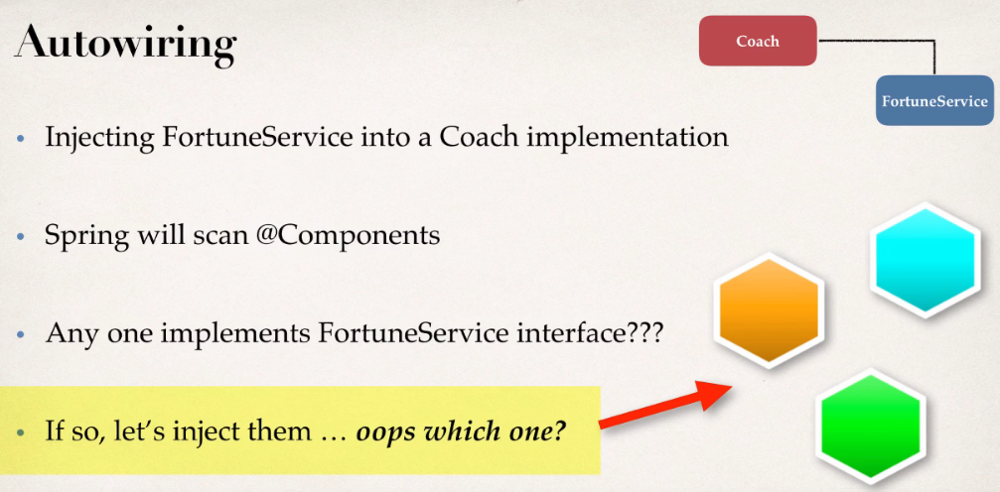 Autowiring
Coach
FortuneService
Injecting FortuneService into a Coach implementation
Spring will scan @Components
Any one implements FortuneService interface???
If so, let's inject them … oops which one?